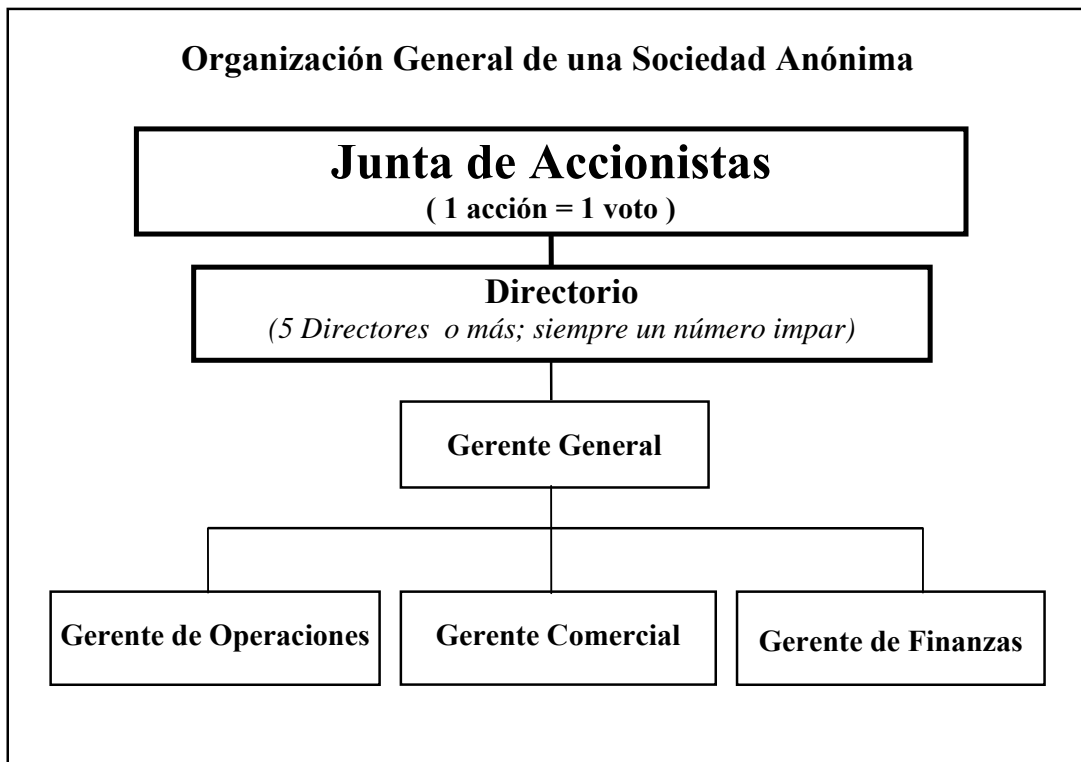 Organización General de una Sociedad Anónima
Junta de Accionistas
( 1 acción = 1 voto )
Directorio
(5 Directores o más; siempre un número impar)
Gerente General
Gerente de Operaciones
Gerente Comercial
Gerente de Finanzas